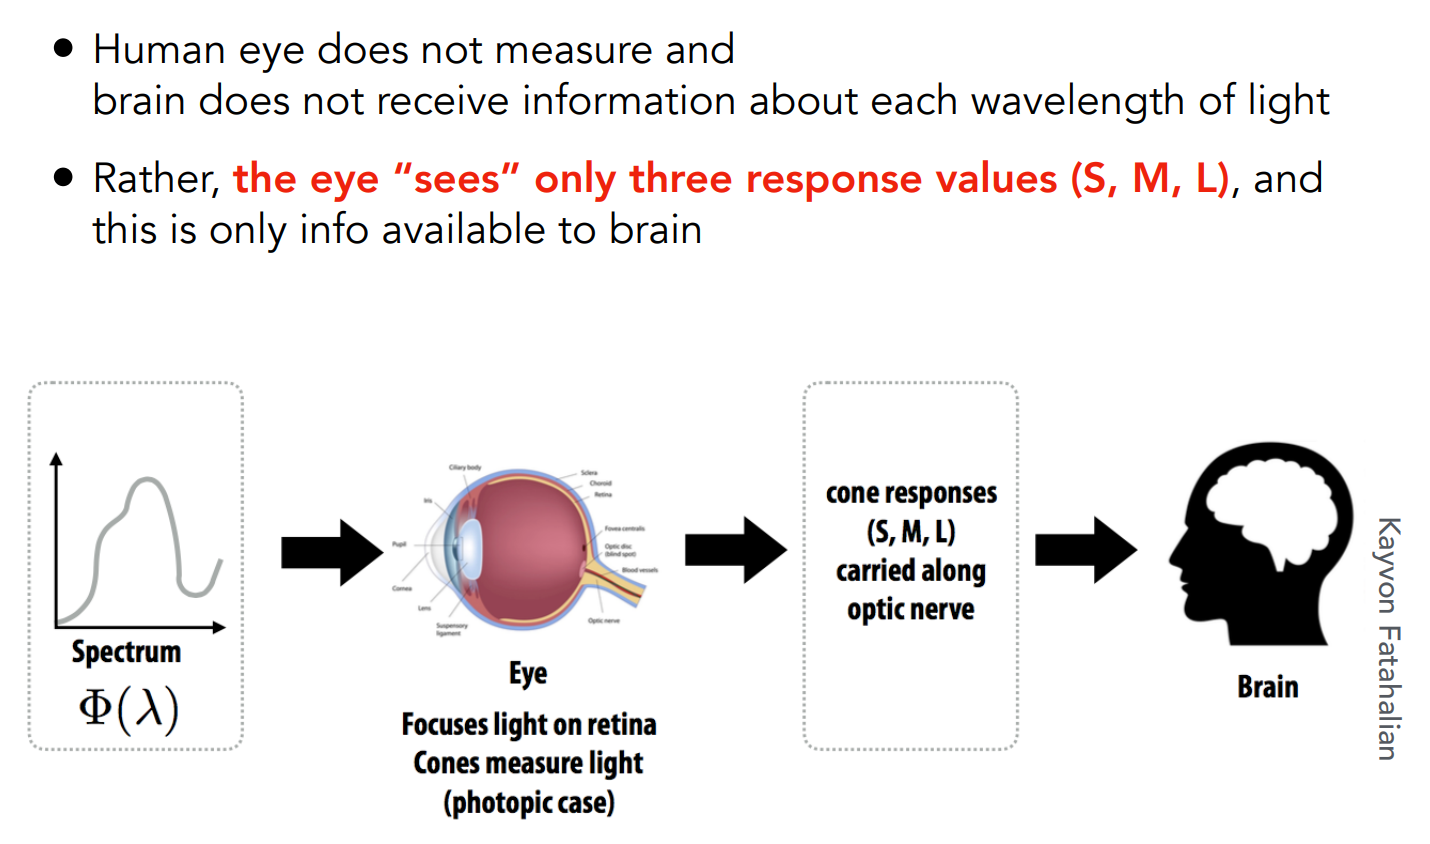 ● Human eye does not measure and
brain does not receive information about each wavelength of light
● Rather, the eye “sees” only three response values (S, M, L), and
this is only info available to brain
Spectrum
Φ(λ)
Ciliary body
Iris
Pupil
Cornea
Lens
Suspensory
ligament
Sclera
Choroid
Retina
Fovea centralis
Optic disc
(blind spot)
Blood vessels
Optic nerve
Eye
Focuses light on retina
Cones measure light
(photopic case)
cone responses
(S, M, L)
carried along
optic nerve
Brain
Kayvon Fatahalian